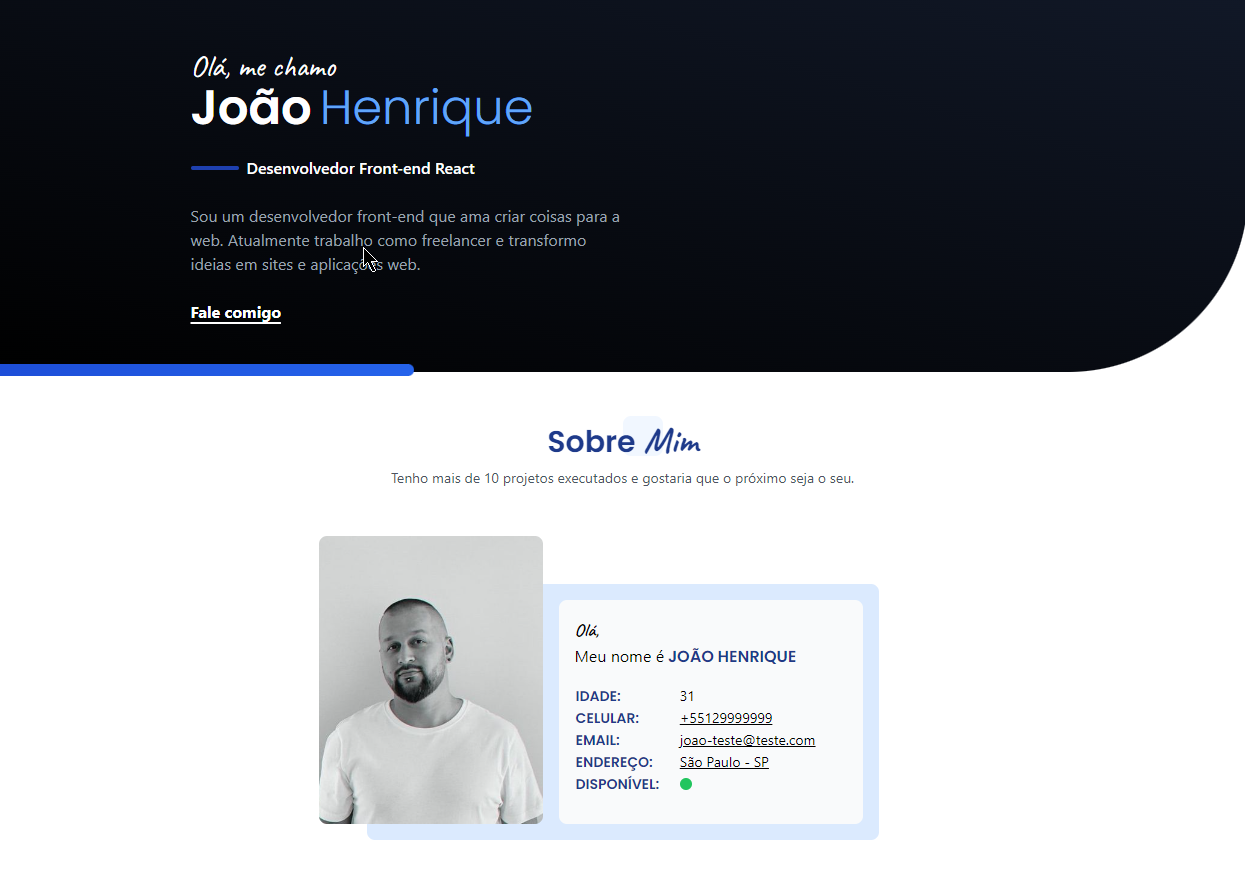 Olá, me chamo
João Henrique
Desenvolvedor Front-end React
Sou um desenvolvedor front-end que ama criar coisas para a
web. Atualmente trabalho como freelancer e transformo
ideias em sites e aplicações web.
Fale comigo
Sobre Mim
Tenho mais de 10 projetos executados e gostaria que o próximo seja o seu.
Olá,
Meu nome é JOÃO HENRIQUE
IDADE: 31
CELULAR: +55129999999
EMAIL: joao-teste@teste.com
ENDEREÇO: São Paulo - SP
DISPONÍVEL: